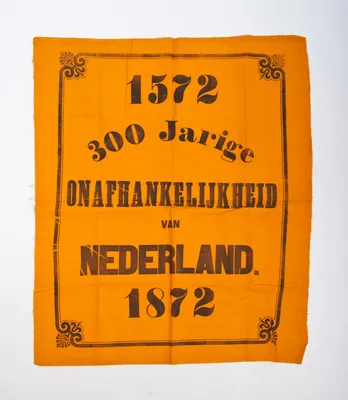 1572
300 Jarige
ONAFHANKELIJKHEID
VAN
NEDERLAND.
1872